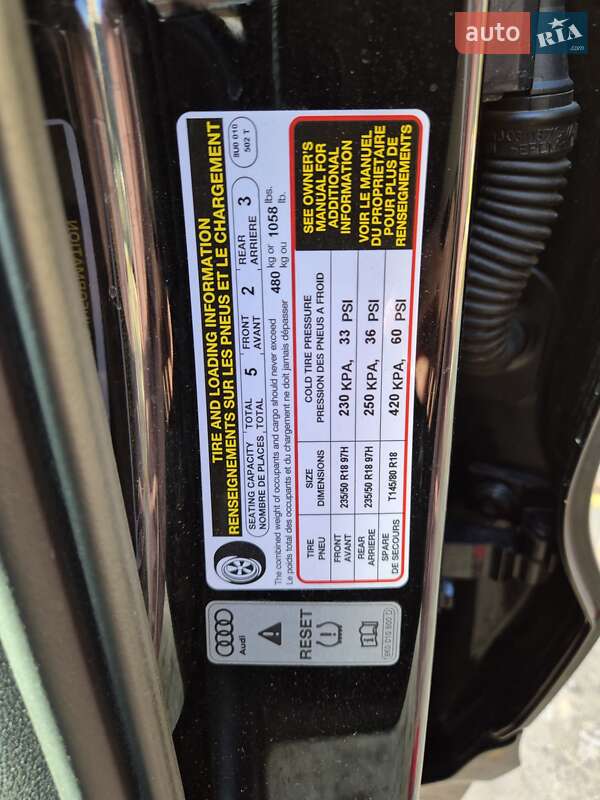 auto RIA.com
TIRE AND LOADING INFORMATION
RENSEIGNEMENTS SUR LES PNEUS ET LE CHARGEMENT
8U0 010
502 T
SEATING CAPACITY TOTAL 5 FRONT 2 REAR 3
NOMBRE DE PLACES TOTAL AVANT ARRIERE
The combined weight of occupants and cargo should never exceed 480 kg or 1058 lbs.
Le poids total des occupants et du chargement ne doit jamais dépasser kg ou lb.
TIRE SIZE COLD TIRE PRESSURE
PNEU DIMENSIONS PRESSION DES PNEUS A FROID
FRONT 235/50 R18 97H 230 KPA, 33 PSI
AVANT
REAR 235/50 R18 97H 250 KPA, 36 PSI
ARRIERE
SPARE T145/80 R18 420 KPA, 60 PSI
DE SECOURS
SEE OWNER'S
MANUAL FOR
ADDITIONAL
INFORMATION
VOIR LE MANUEL
DU PROPRIETAIRE
POUR PLUS DE
RENSEIGNEMENTS
Audi
RESET
8K0 010 500 D